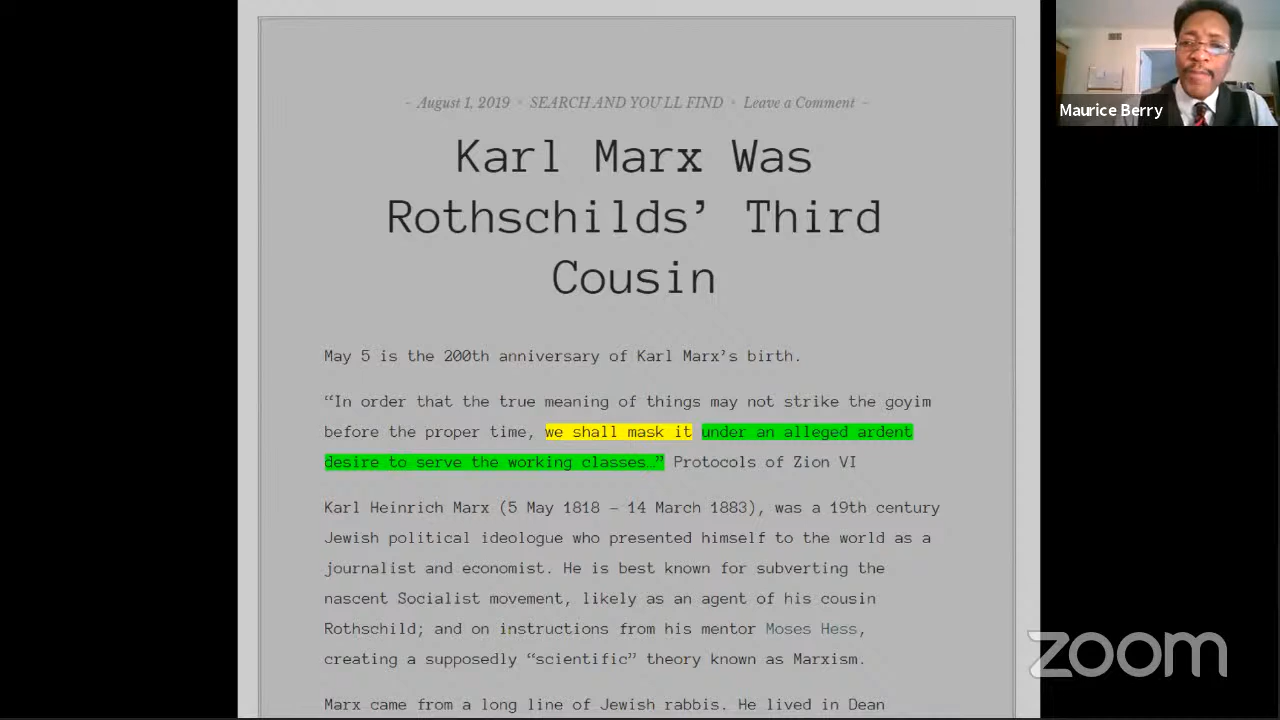 – August 1, 2019 • SEARCH AND YOU'LL FIND • Leave a Comment –
Karl Marx Was
Rothschilds’ Third
Cousin
May 5 is the 200th anniversary of Karl Marx’s birth.
“In order that the true meaning of things may not strike the goyim
before the proper time, we shall mask it under an alleged ardent
desire to serve the working classes…” Protocols of Zion VI
Karl Heinrich Marx (5 May 1818 – 14 March 1883), was a 19th century
Jewish political ideologue who presented himself to the world as a
journalist and economist. He is best known for subverting the
nascent Socialist movement, likely as an agent of his cousin
Rothschild; and on instructions from his mentor Moses Hess,
creating a supposedly “scientific” theory known as Marxism.
Marx came from a long line of Jewish rabbis. He lived in Dean
Maurice Berry
zoom